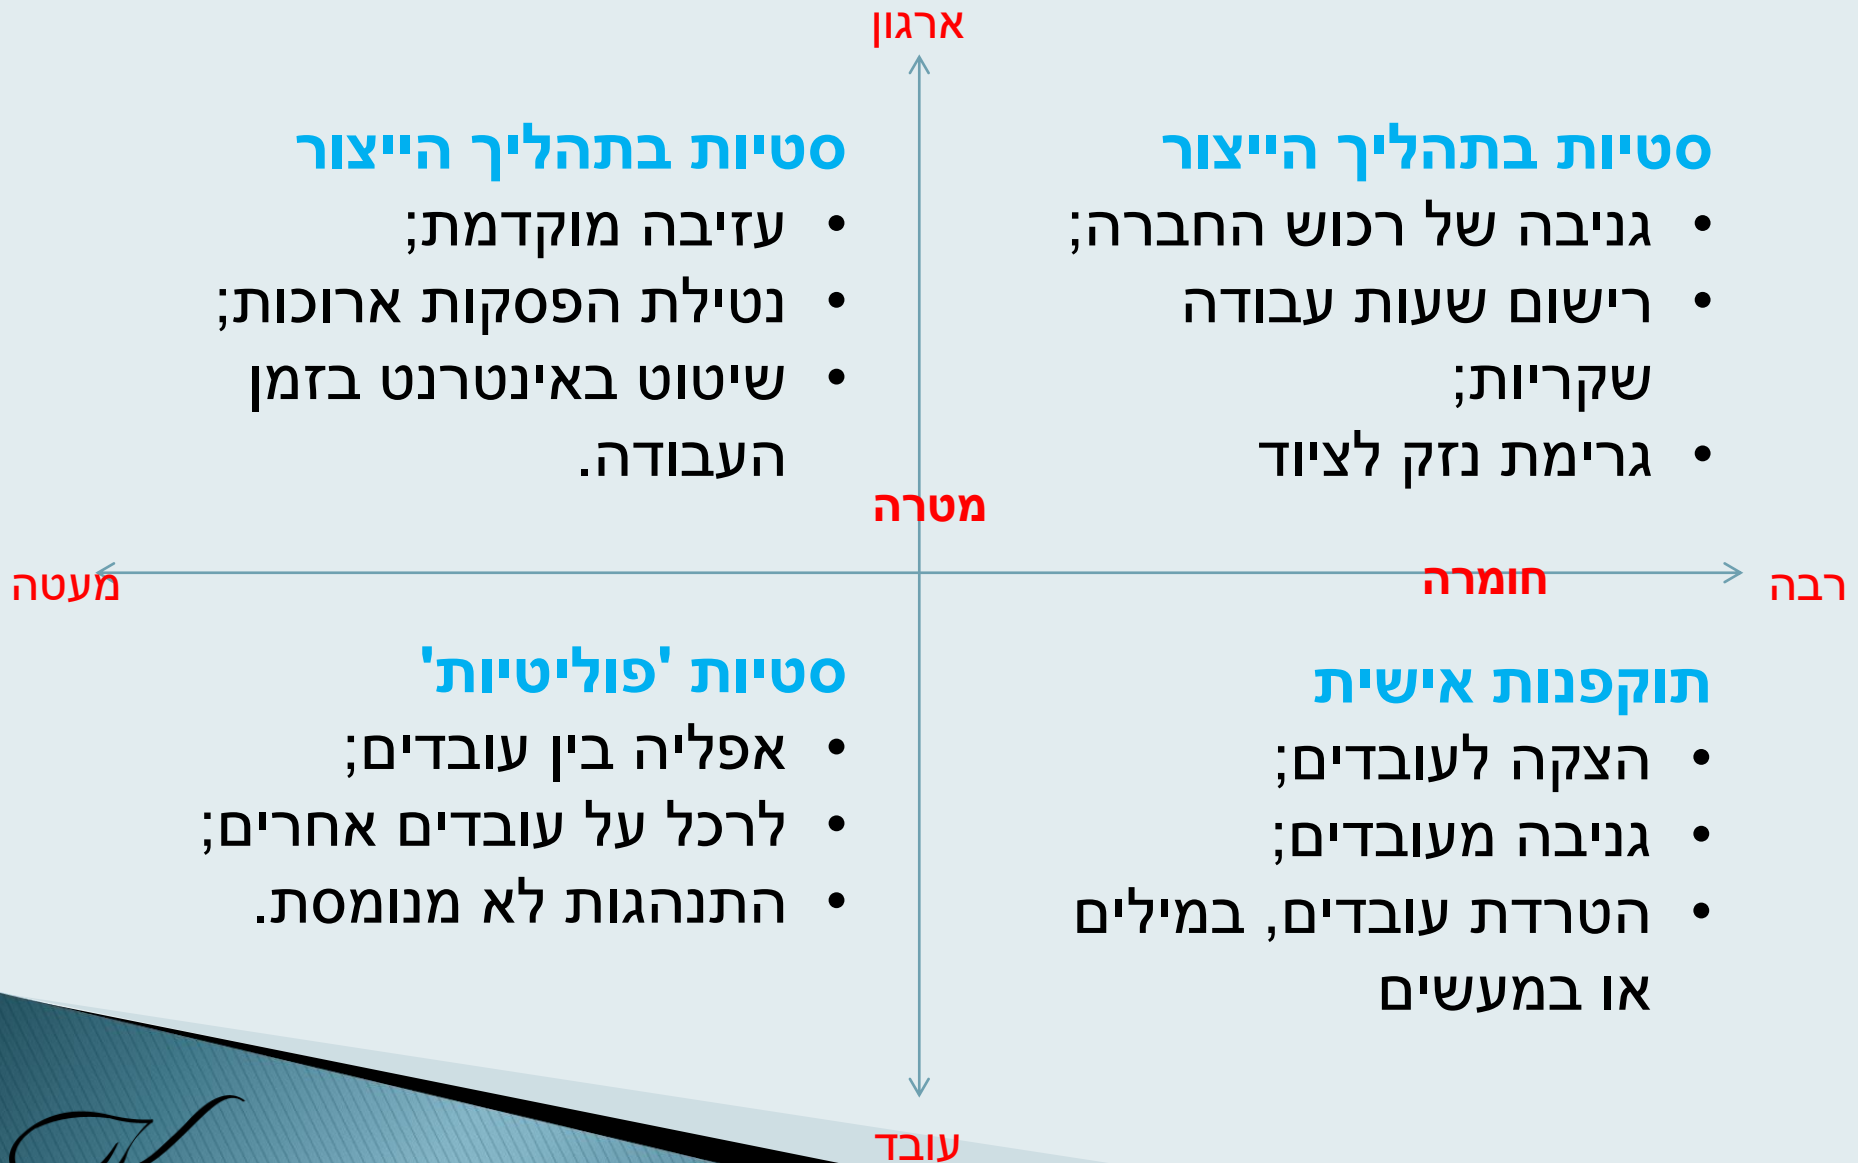 ארגון
סטיות בתהליך הייצור
• גניבה של רכוש החברה;
• רישום שעות עבודה
שקריות;
• גרימת נזק לציוד
סטיות בתהליך הייצור
• עזיבה מוקדמת;
• נטילת הפסקות ארוכות;
• שיטוט באינטרנט בזמן
העבודה.
מטרה
רבה
חומרה
מעטה
תוקפנות אישית
• הצקה לעובדים;
• גניבה מעובדים;
• הטרדת עובדים, במילים
או במעשים
סטיות 'פוליטיות'
• אפליה בין עובדים;
• לרכל על עובדים אחרים;
• התנהגות לא מנומסת.
עובד